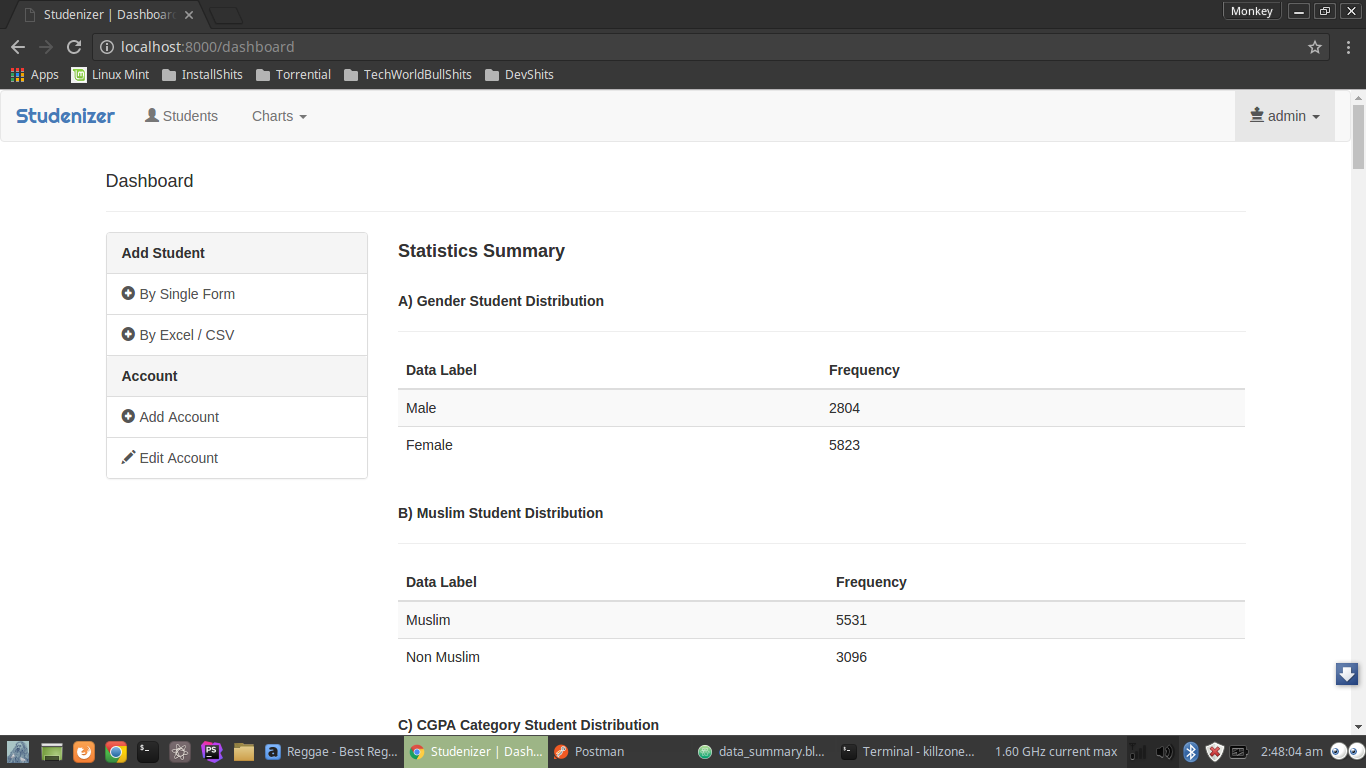 Studenizer | Dashboar
Monkey
localhost:8000/dashboard
Apps Linux Mint InstallShits Torrential TechWorldBullShits DevShits
Studenizer Students Charts admin
Dashboard
Add Student
By Single Form
By Excel / CSV
Account
Add Account
Edit Account
Statistics Summary
A) Gender Student Distribution
Data Label Frequency
Male 2804
Female 5823
B) Muslim Student Distribution
Data Label Frequency
Muslim 5531
Non Muslim 3096
C) CGPA Category Student Distribution
Reggae - Best Reg... Studenizer | Dash... Postman data_summary.bl... Terminal - killzone... 1.60 GHz current max 2:48:04 am